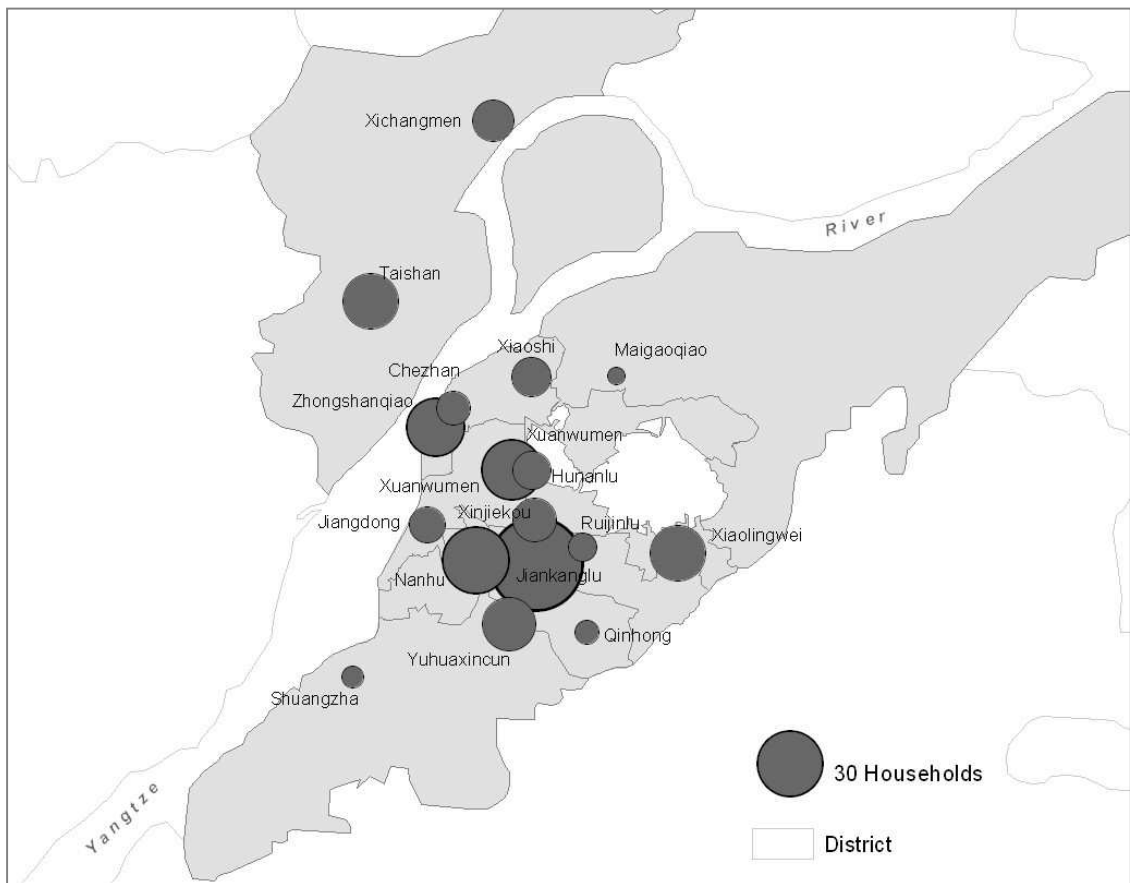 Xichangmen
River
Taishan
Xiaoshi
Maigaoqiao
Chezhan
Zhongshanqiao
Xuanwumen
Hunanlu
Xuanwumen
Xinjiekou
Jiangdong
Ruijinlu
Xiaolingwei
Nanhu
Jiankanglu
Qinhong
Yuhuaxincun
Shuangzha
30 Households
Yangtze
District